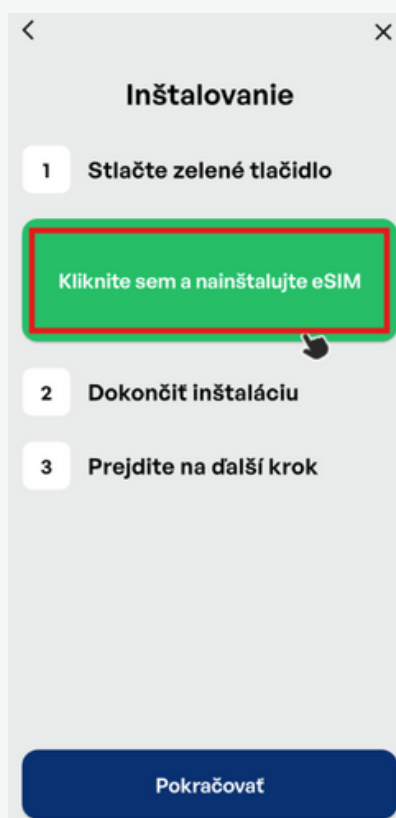 Inštalovanie
1 Stlačte zelené tlačidlo
Kliknite sem a nainštalujte eSIM
2 Dokončiť inštaláciu
3 Prejdite na ďalší krok
Pokračovať